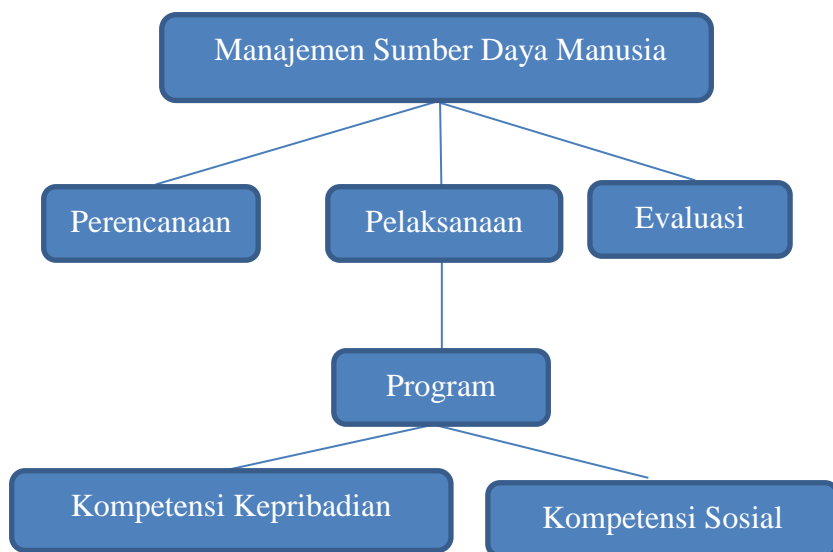 Manajemen Sumber Daya Manusia
Perencanaan
Pelaksanaan
Evaluasi
Program
Kompetensi Kepribadian
Kompetensi Sosial